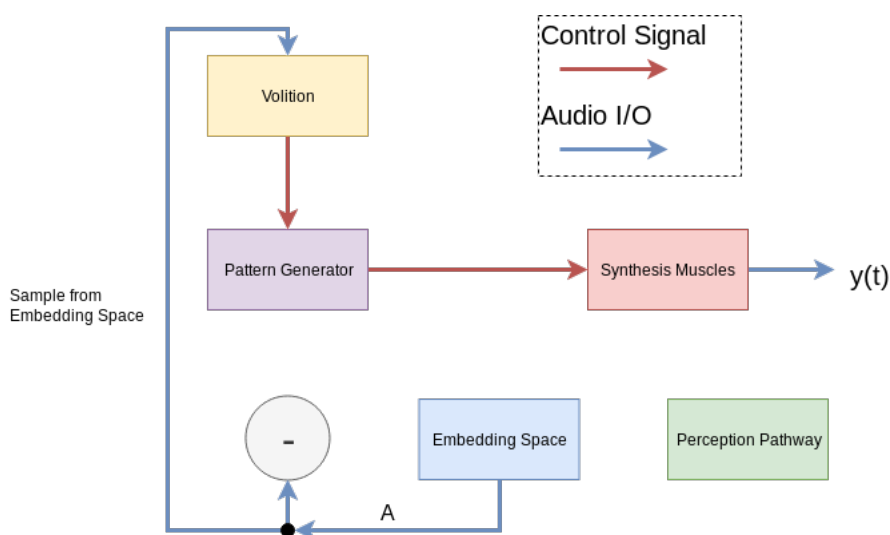 Control Signal
Volition
Audio I/O
Pattern Generator
Synthesis Muscles
y(t)
Sample from
Embedding Space
-
Embedding Space
Perception Pathway
A